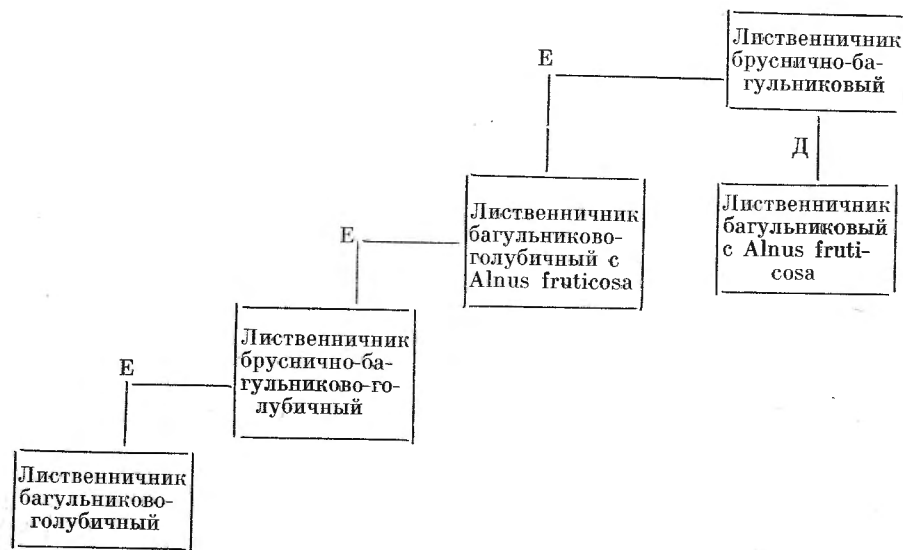 Лиственничник
бруснично-ба-
гульниковый
Е
Д
Лиственничник
багульниковый
с Alnus fruti-
cosa
Лиственничник
багульниково-
голубичный с
Alnus fruticosa
Е
Лиственничник
бруснично-ба-
гульниково-го-
лубичный
Е
Лиственничник
багульниково-
голубичный